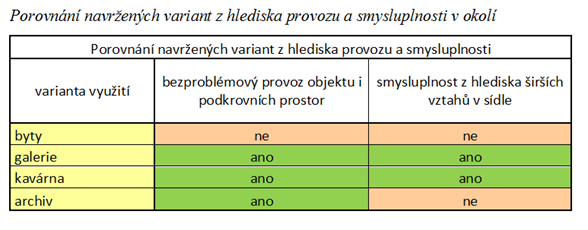 Porovnání navržených variant z hlediska provozu a smysluplnosti v okolí
Porovnání navržených variant z hlediska provozu a smysluplnosti
varianta využití
bezproblémový provoz objektu i
podkrovních prostor
smysluplnost z hlediska širších
vztahů v sídle
byty ne ne
galerie ano ano
kavárna ano ano
archiv ano ne